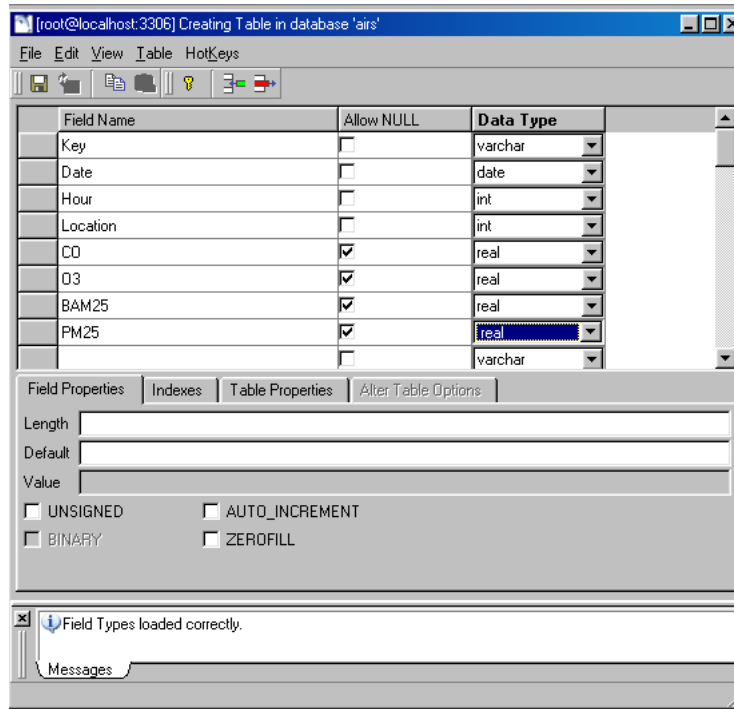 [root@localhost:3306] Creating Table in database 'airs'
File Edit View Table HotKeys
Field Name Allow NULL Data Type
Key varchar
Date date
Hour int
Location int
CO real
O3 real
BAM25 real
PM25 real
varchar
Field Properties Indexes Table Properties Alter Table Options
Length
Default
Value
UNSIGNED AUTO_INCREMENT
BINARY ZEROFILL
Field Types loaded correctly.
Messages